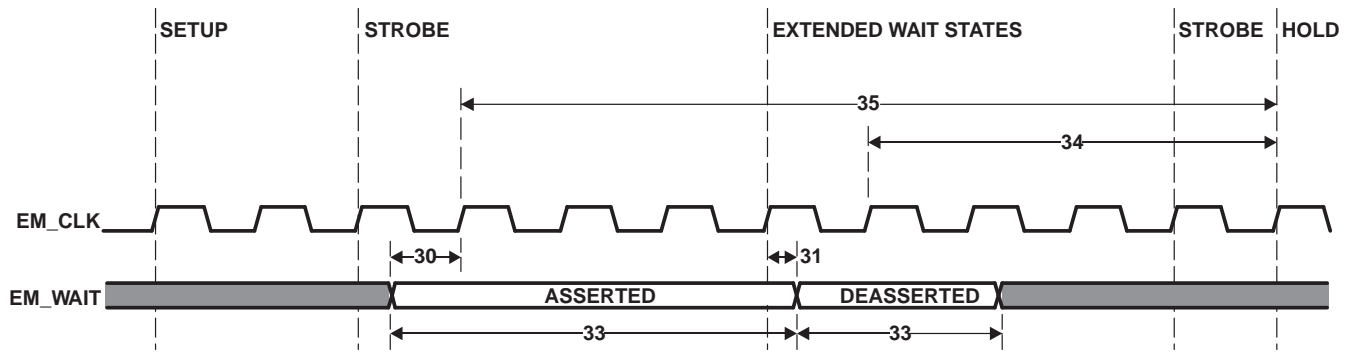 SETUP STROBE EXTENDED WAIT STATES STROBE HOLD
35
34
EM_CLK
30 31
EM_WAIT ASSERTED DEASSERTED
33 33